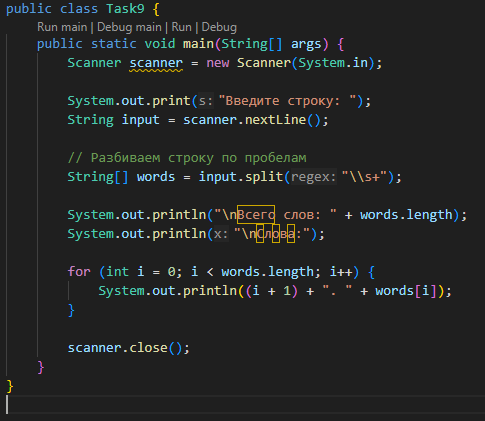 public class Task9 {
Run main | Debug main | Run | Debug
public static void main(String[] args) {
Scanner scanner = new Scanner(System.in);
System.out.print(s: "Введите строку: ");
String input = scanner.nextLine();
// Разбиваем строку по пробелам
String[] words = input.split(regex: "\\s+");
System.out.println("\nВсего слов: " + words.length);
System.out.println(x: "\nСлова:");
for (int i = 0; i < words.length; i++) {
System.out.println((i + 1) + ". " + words[i]);
}
scanner.close();
}
}